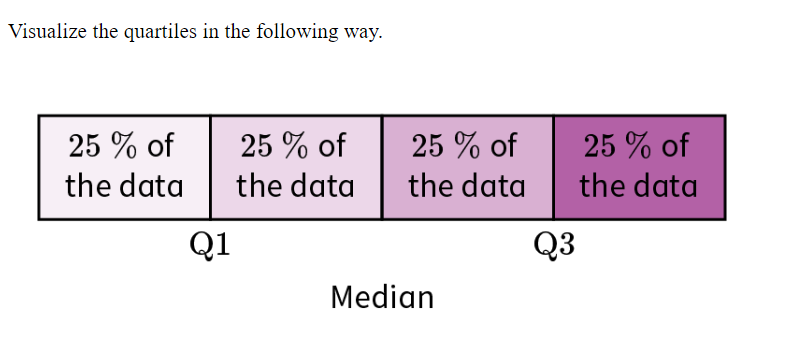 Visualize the quartiles in the following way.
25 % of 25 % of 25 % of 25 % of
the data the data the data the data
Q1 Q3
Median